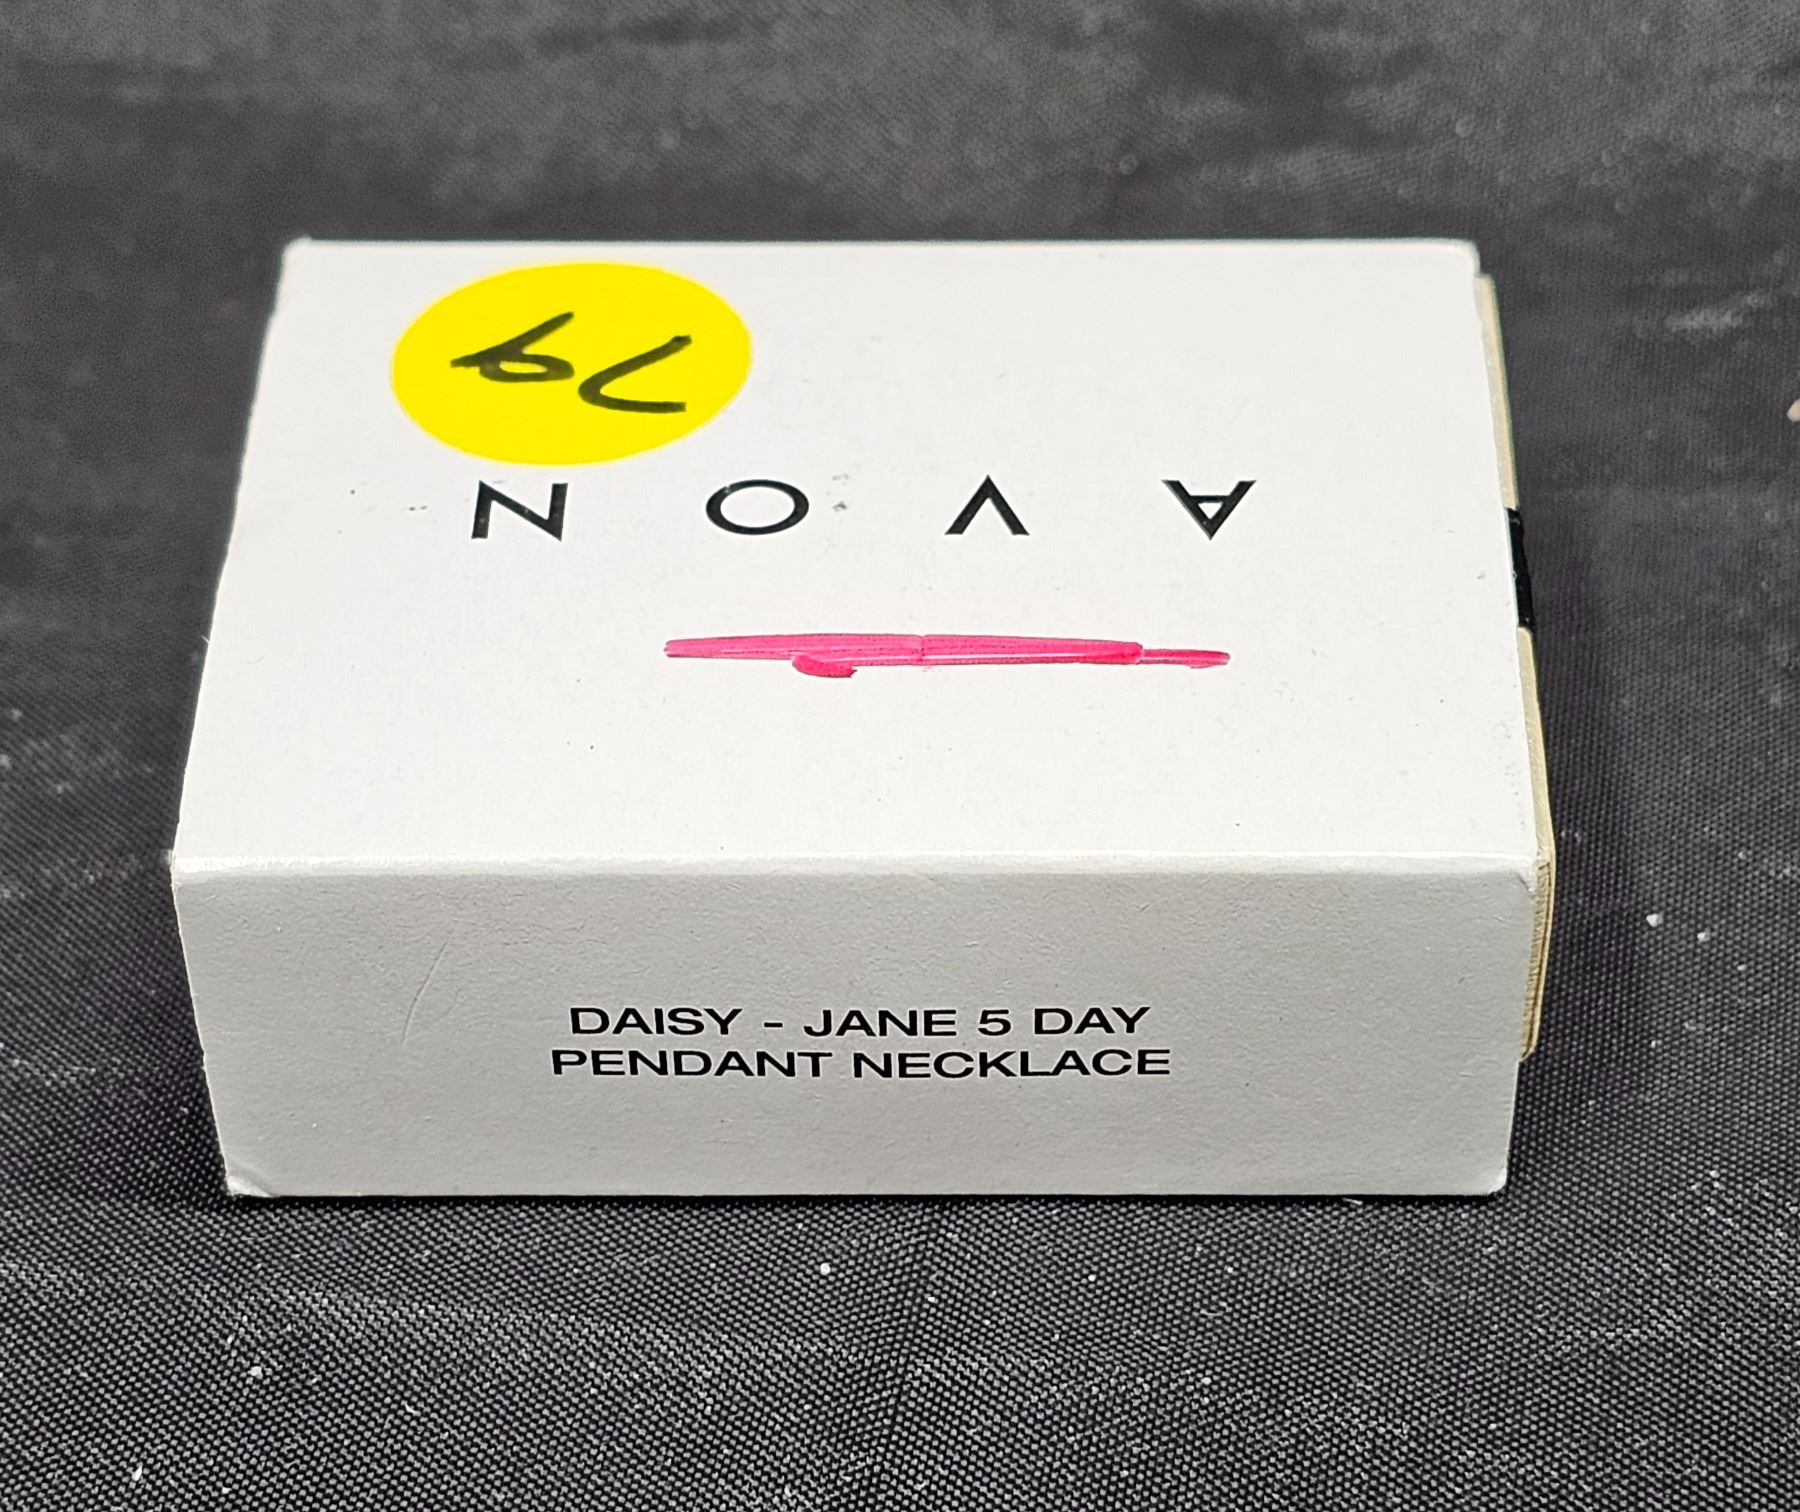 79
AVON
DAISY - JANE 5 DAY
PENDANT NECKLACE